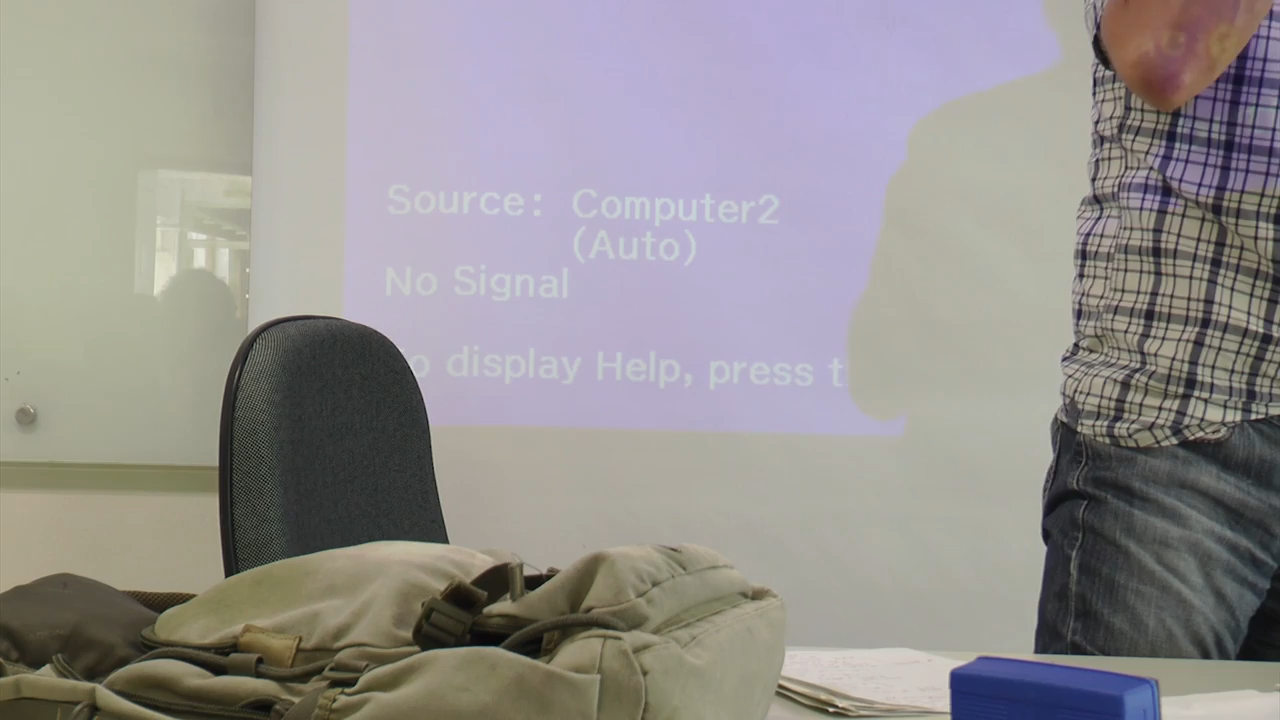 Source: Computer2
(Auto)
No Signal
o display Help, press t